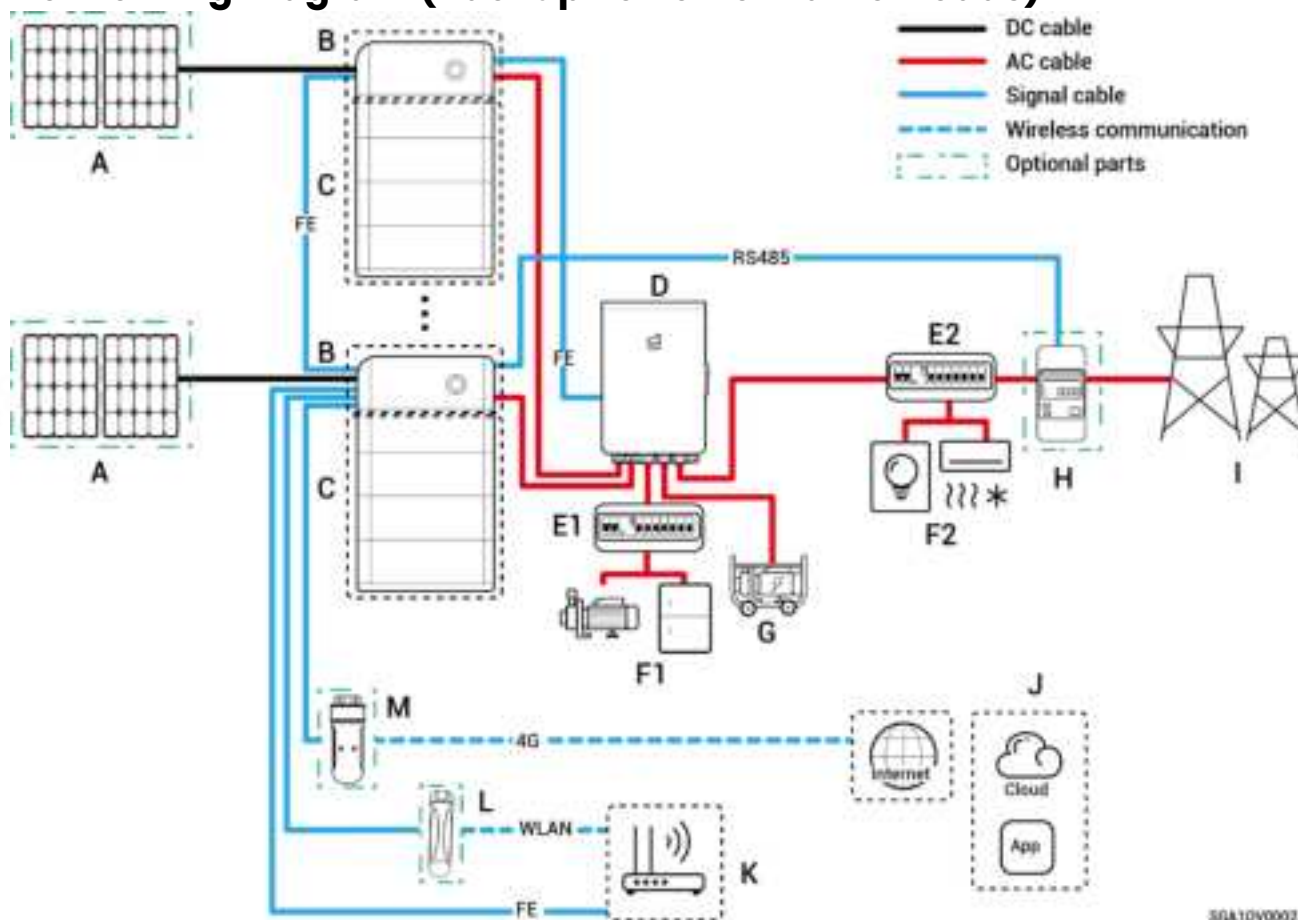 DC cable
AC cable
Signal cable
Wireless communication
Optional parts
A
B
C
FE
RS485
D
B
FE
E2
A
C
H
I
E1
F2
G
F1
M
J
4G
Internet
Cloud
L
WLAN
App
K
FE